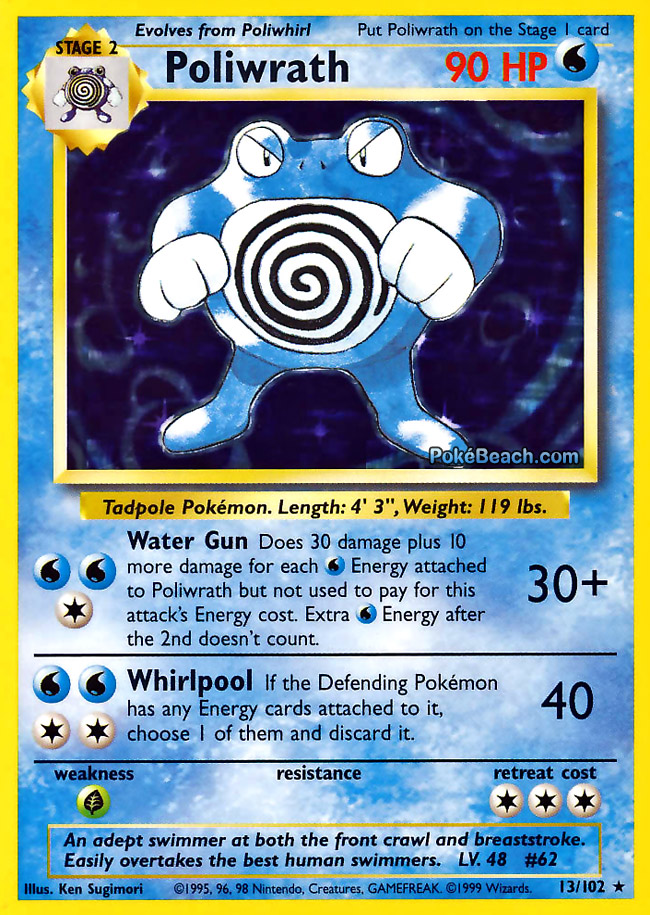 Evolves from Poliwhirl Put Poliwrath on the Stage 1 card
STAGE 2
Poliwrath 90 HP
PokéBeach.com
Tadpole Pokémon. Length: 4' 3", Weight: 119 lbs.
Water Gun Does 30 damage plus 10
more damage for each Energy attached
to Poliwrath but not used to pay for this
attack's Energy cost. Extra Energy after
the 2nd doesn't count.
30+
Whirlpool If the Defending Pokémon
has any Energy cards attached to it,
choose 1 of them and discard it.
40
weakness resistance retreat cost
An adept swimmer at both the front crawl and breaststroke.
Easily overtakes the best human swimmers. LV. 48 #62
Illus. Ken Sugimori ©1995, 96, 98 Nintendo, Creatures, GAMEFREAK. ©1999 Wizards. 13/102 ★